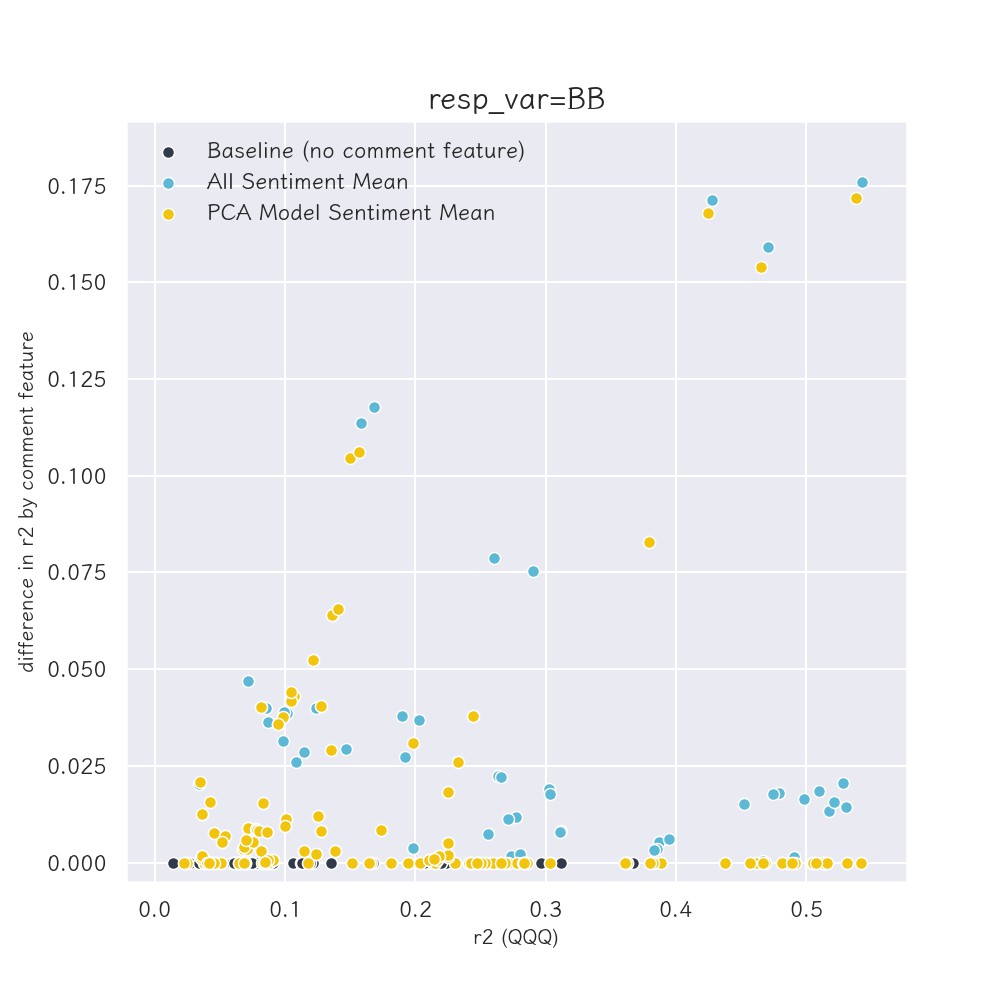 resp_var=BB
Baseline (no comment feature)
All Sentiment Mean
PCA Model Sentiment Mean
0.175
0.150
0.125
0.100
0.075
0.050
0.025
0.000
difference in r2 by comment feature
0.0 0.1 0.2 0.3 0.4 0.5
r2 (QQQ)